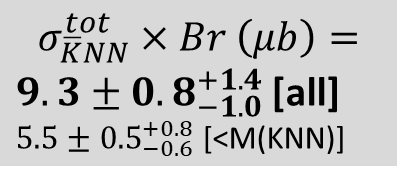 σ^{tot}_{K̄NN} × Br (μb) =
9.3 ± 0.8^{+1.4}_{−1.0} [all]
5.5 ± 0.5^{+0.8}_{−0.6} [<M(KNN)]